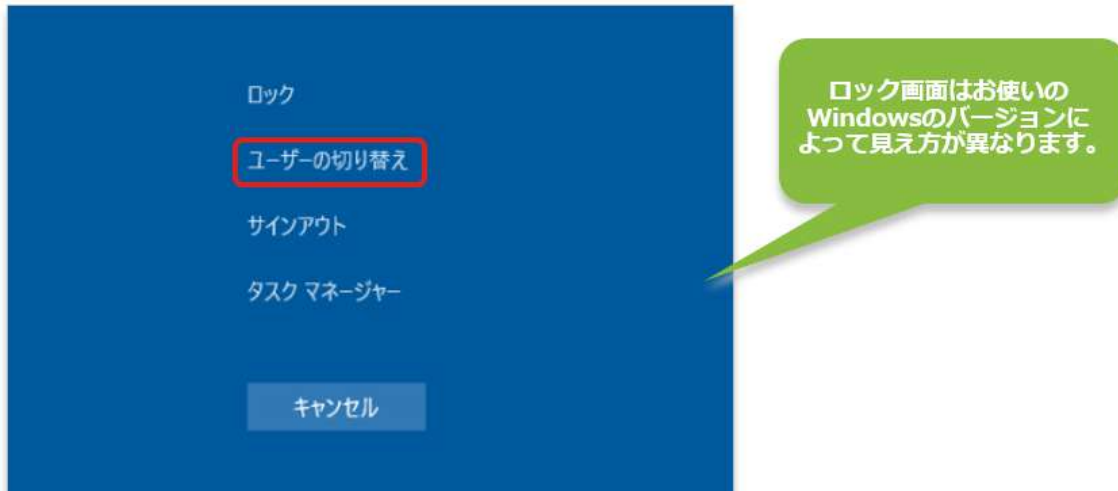 ロック
ユーザーの切り替え
サインアウト
タスク マネージャー
キャンセル
ロック画面はお使いの
Windowsのバージョンに
よって見え方が異なります。